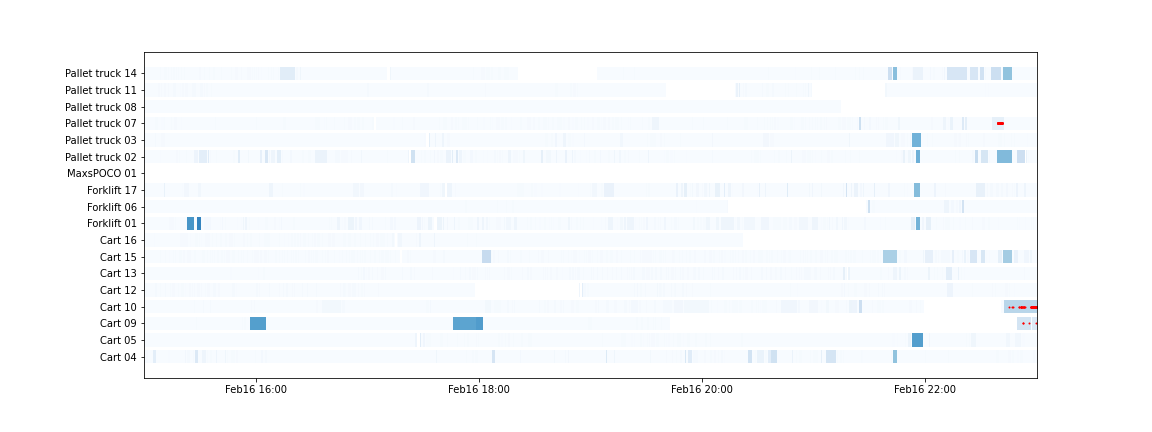 Pallet truck 14
Pallet truck 11
Pallet truck 08
Pallet truck 07
Pallet truck 03
Pallet truck 02
MaxsPOCO 01
Forklift 17
Forklift 06
Forklift 01
Cart 16
Cart 15
Cart 13
Cart 12
Cart 10
Cart 09
Cart 05
Cart 04
Feb16 16:00 Feb16 18:00 Feb16 20:00 Feb16 22:00